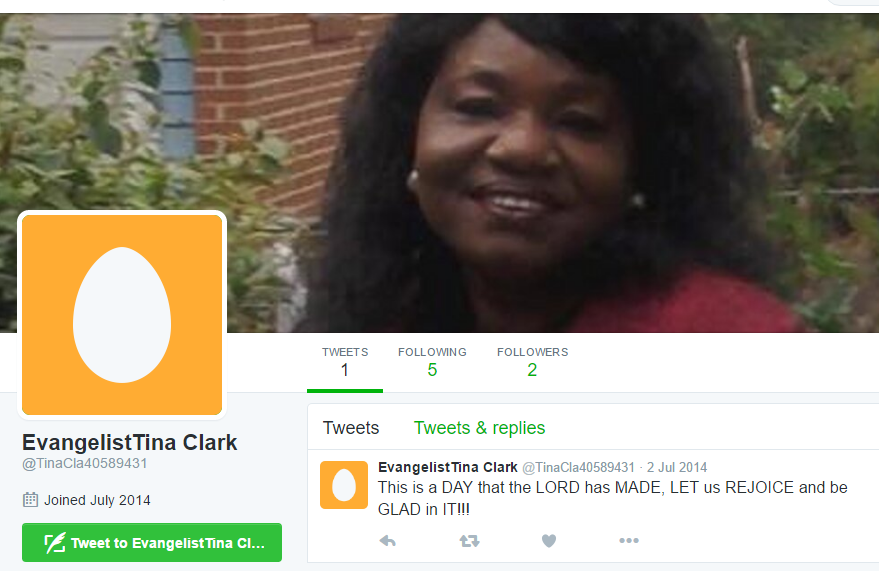 TWEETS FOLLOWING FOLLOWERS
1 5 2
EvangelistTina Clark
@TinaCla40589431
Joined July 2014
Tweet to EvangelistTina Cl...
Tweets Tweets & replies
EvangelistTina Clark @TinaCla40589431 · 2 Jul 2014
This is a DAY that the LORD has MADE, LET us REJOICE and be
GLAD in IT!!!